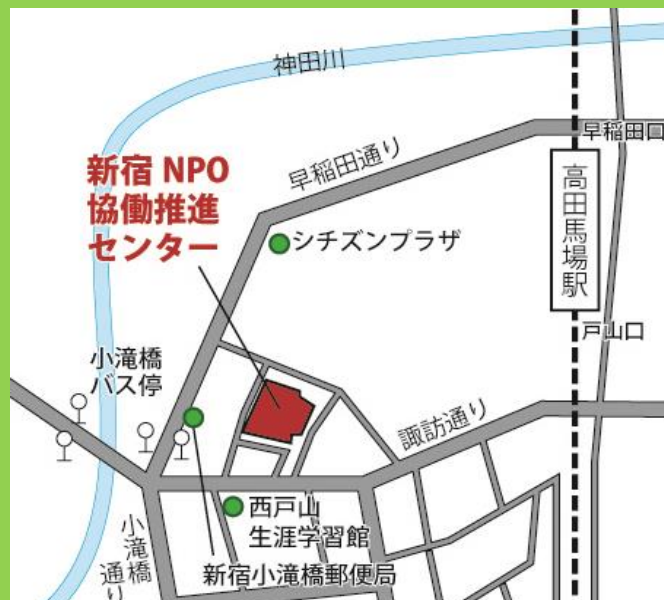 神田川
早稲田口
早稲田通り
新宿 NPO
協働推進
センター
高田馬場駅
シチズンプラザ
戸山口
小滝橋
バス停
諏訪通り
西戸山
生涯学習館
小滝橋
通り
新宿小滝橋郵便局